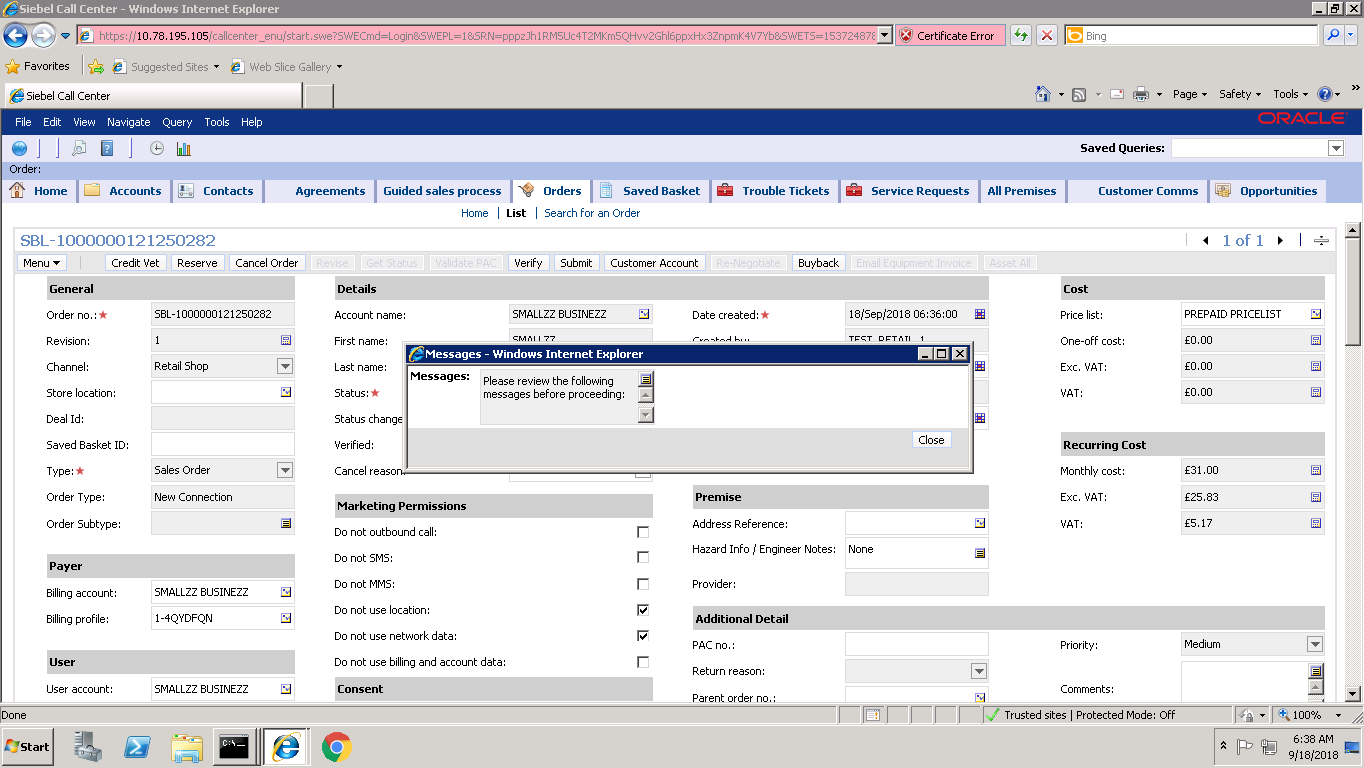 Siebel Call Center - Windows Internet Explorer
https://10.78.195.105/callcenter_enu/start.swe?SWECmd=Login&SWEPL=1&SRN=pppzJh1RM5Uc4T2MKm5QHvv2Ghl6ppxHx3ZnpmK4V7Yb&SWETS=1537248780 Certificate Error Bing
Favorites Suggested Sites Web Slice Gallery
Siebel Call Center Page Safety Tools
File Edit View Navigate Query Tools Help ORACLE
Saved Queries:
Order:
Home Accounts Contacts Agreements Guided sales process Orders Saved Basket Trouble Tickets Service Requests All Premises Customer Comms Opportunities
Home List Search for an Order
SBL-1000000121250282 1 of 1
Menu Credit Vet Reserve Cancel Order Revise Get Status Validate PAC Verify Submit Customer Account Re-Negotiate Buyback Email Equipment Invoice Asset All
General Details Cost
Order no.: SBL-1000000121250282 Account name: SMALLZZ BUSINEZZ Date created: 18/Sep/2018 06:36:00 Price list: PREPAID PRICELIST
Revision: 1 First name: SMALLZZ Created by: TEST_RETAIL_1 One-off cost: £0.00
Channel: Retail Shop Last name: Exc. VAT: £0.00
Store location: Status: VAT: £0.00
Deal Id: Status change
Saved Basket ID: Verified: Recurring Cost
Type: Sales Order Cancel reason: Monthly cost: £31.00
Order Type: New Connection Exc. VAT: £25.83
Order Subtype: VAT: £5.17
Messages - Windows Internet Explorer
Messages: Please review the following
messages before proceeding:
Close
Marketing Permissions Premise
Do not outbound call: Address Reference:
Do not SMS: Hazard Info / Engineer Notes: None
Do not MMS: Provider:
Do not use location:
Do not use network data:
Do not use billing and account data:
Payer
Billing account: SMALLZZ BUSINEZZ
Billing profile: 1-4QYDFQN
Additional Detail
PAC no.: Priority: Medium
Return reason:
Parent order no.: Comments:
User Consent
User account: SMALLZZ BUSINEZZ
Done Trusted sites | Protected Mode: Off 100%
Start 6:38 AM
9/18/2018